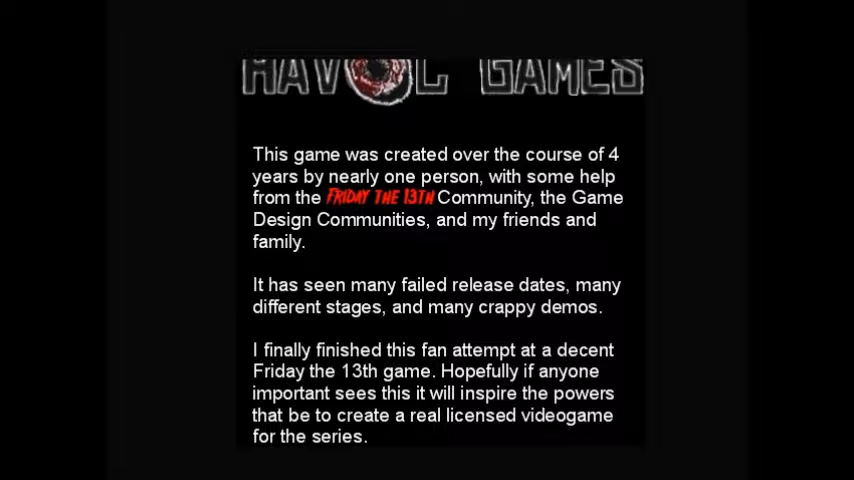 HAVOC GAMES
This game was created over the course of 4
years by nearly one person, with some help
from the FRIDAY THE 13TH Community, the Game
Design Communities, and my friends and
family.
It has seen many failed release dates, many
different stages, and many crappy demos.
I finally finished this fan attempt at a decent
Friday the 13th game. Hopefully if anyone
important sees this it will inspire the powers
that be to create a real licensed videogame
for the series.